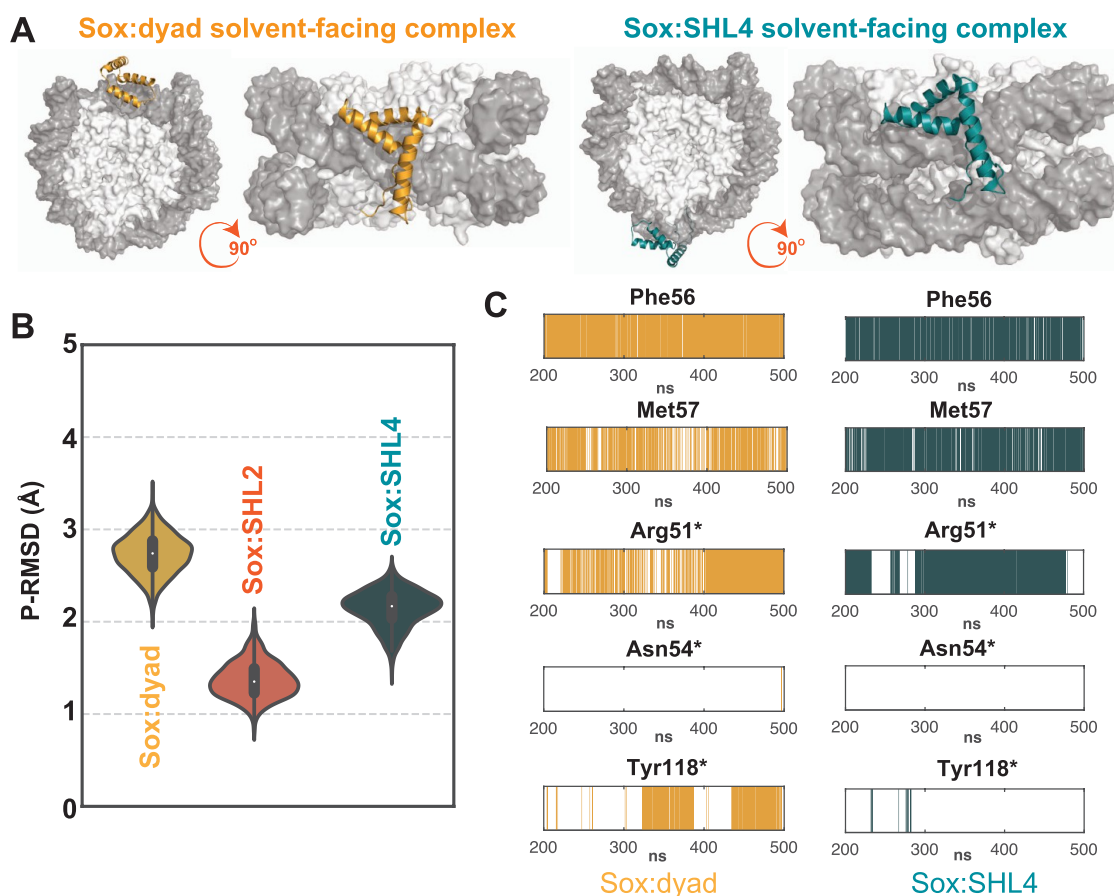 A
Sox:dyad solvent-facing complex
Sox:SHL4 solvent-facing complex
90°
90°
B
P-RMSD (Å)
5
4
3
2
1
0
Sox:dyad
Sox:SHL2
Sox:SHL4
C
Phe56
Phe56
200 300 400 500
200 300 400 500
ns
ns
Met57
Met57
200 300 400 500
200 300 400 500
ns
ns
Arg51*
Arg51*
200 300 400 500
200 300 400 500
ns
ns
Asn54*
Asn54*
200 300 400 500
200 300 400 500
ns
ns
Tyr118*
Tyr118*
200 300 400 500
200 300 400 500
ns
ns
Sox:dyad
Sox:SHL4